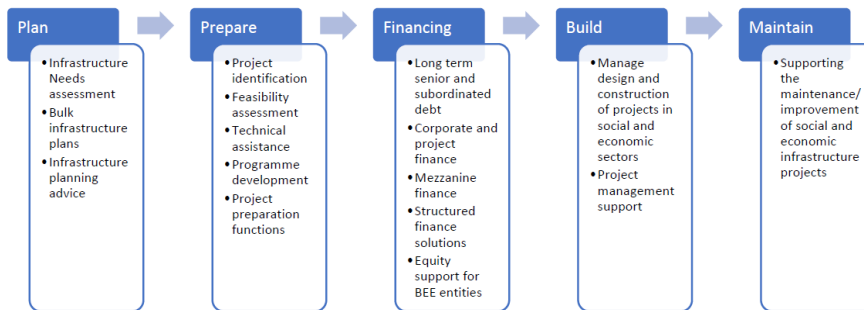 Plan
• Infrastructure
Needs
assessment
• Bulk
infrastructure
plans
• Infrastructure
planning
advice
Prepare
• Project
identification
• Feasibility
assessment
• Technical
assistance
• Programme
development
• Project
preparation
functions
Financing
• Long term
senior and
subordinated
debt
• Corporate and
project
finance
• Mezzanine
finance
• Structured
finance
solutions
• Equity
support for
BEE entities
Build
• Manage
design and
construction
of projects in
social and
economic
sectors
• Project
management
support
Maintain
• Supporting
the
maintenance/
improvement
of social and
economic
infrastructure
projects